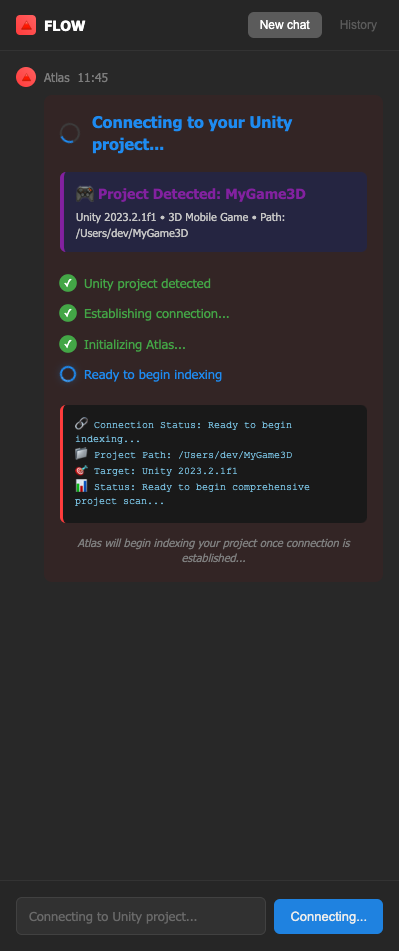 FLOW
New chat
History
Atlas 11:45
Connecting to your Unity
project...
🎮 Project Detected: MyGame3D
Unity 2023.2.1f1 • 3D Mobile Game • Path:
/Users/dev/MyGame3D
✓ Unity project detected
✓ Establishing connection...
✓ Initializing Atlas...
Ready to begin indexing
🔗 Connection Status: Ready to begin
indexing...
📁 Project Path: /Users/dev/MyGame3D
🎯 Target: Unity 2023.2.1f1
📊 Status: Ready to begin comprehensive
project scan...
Atlas will begin indexing your project once connection is
established...
Connecting to Unity project...
Connecting...